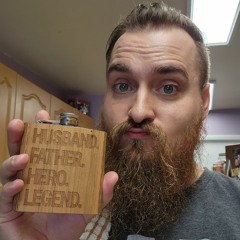 HUSBAND.
FATHER.
HERO.
LEGEND.